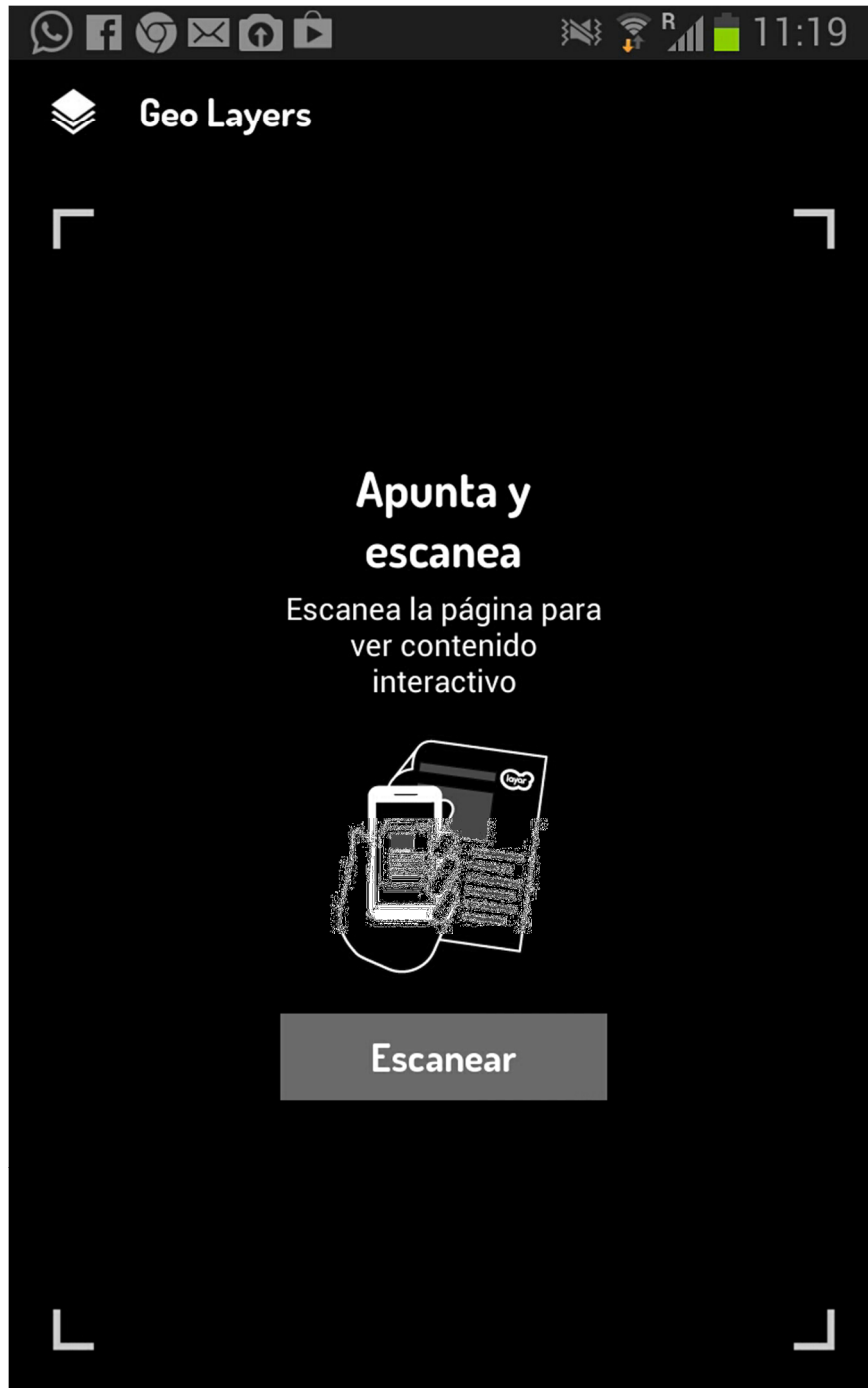 R 11:19
Geo Layers
Apunta y
escanea
Escanea la página para
ver contenido
interactivo
layar
Escanear